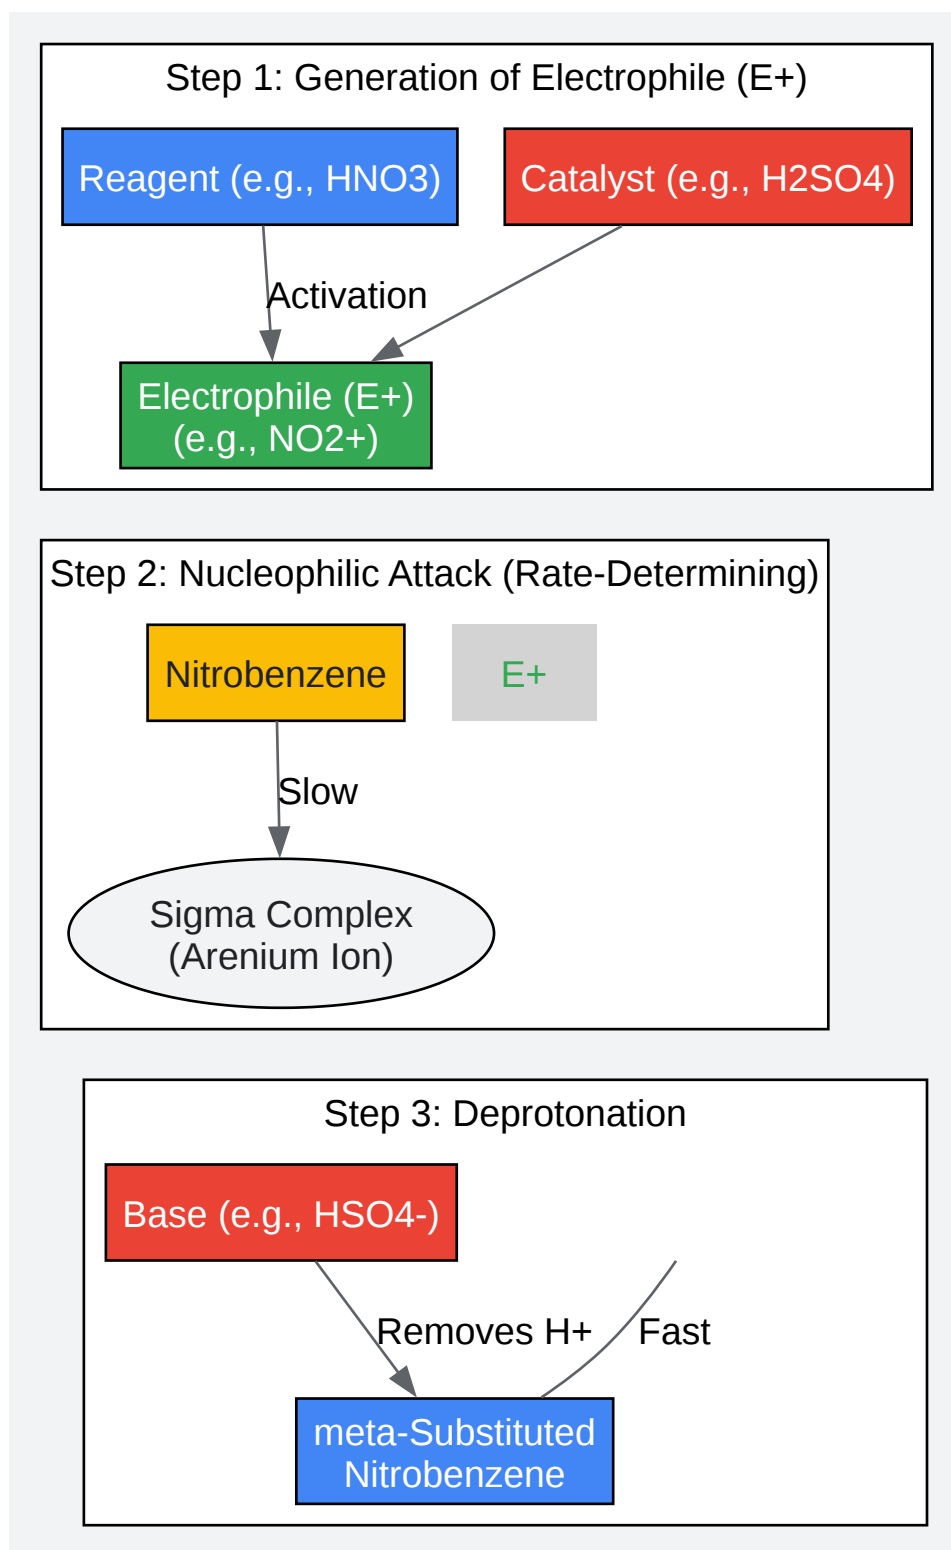 Step 1: Generation of Electrophile (E+)
Reagent (e.g., HNO3)
Catalyst (e.g., H2SO4)
Activation
Electrophile (E+)
(e.g., NO2+)
Step 2: Nucleophilic Attack (Rate-Determining)
Nitrobenzene
E+
Slow
Sigma Complex
(Arenium Ion)
Step 3: Deprotonation
Base (e.g., HSO4-)
Removes H+
Fast
meta-Substituted
Nitrobenzene